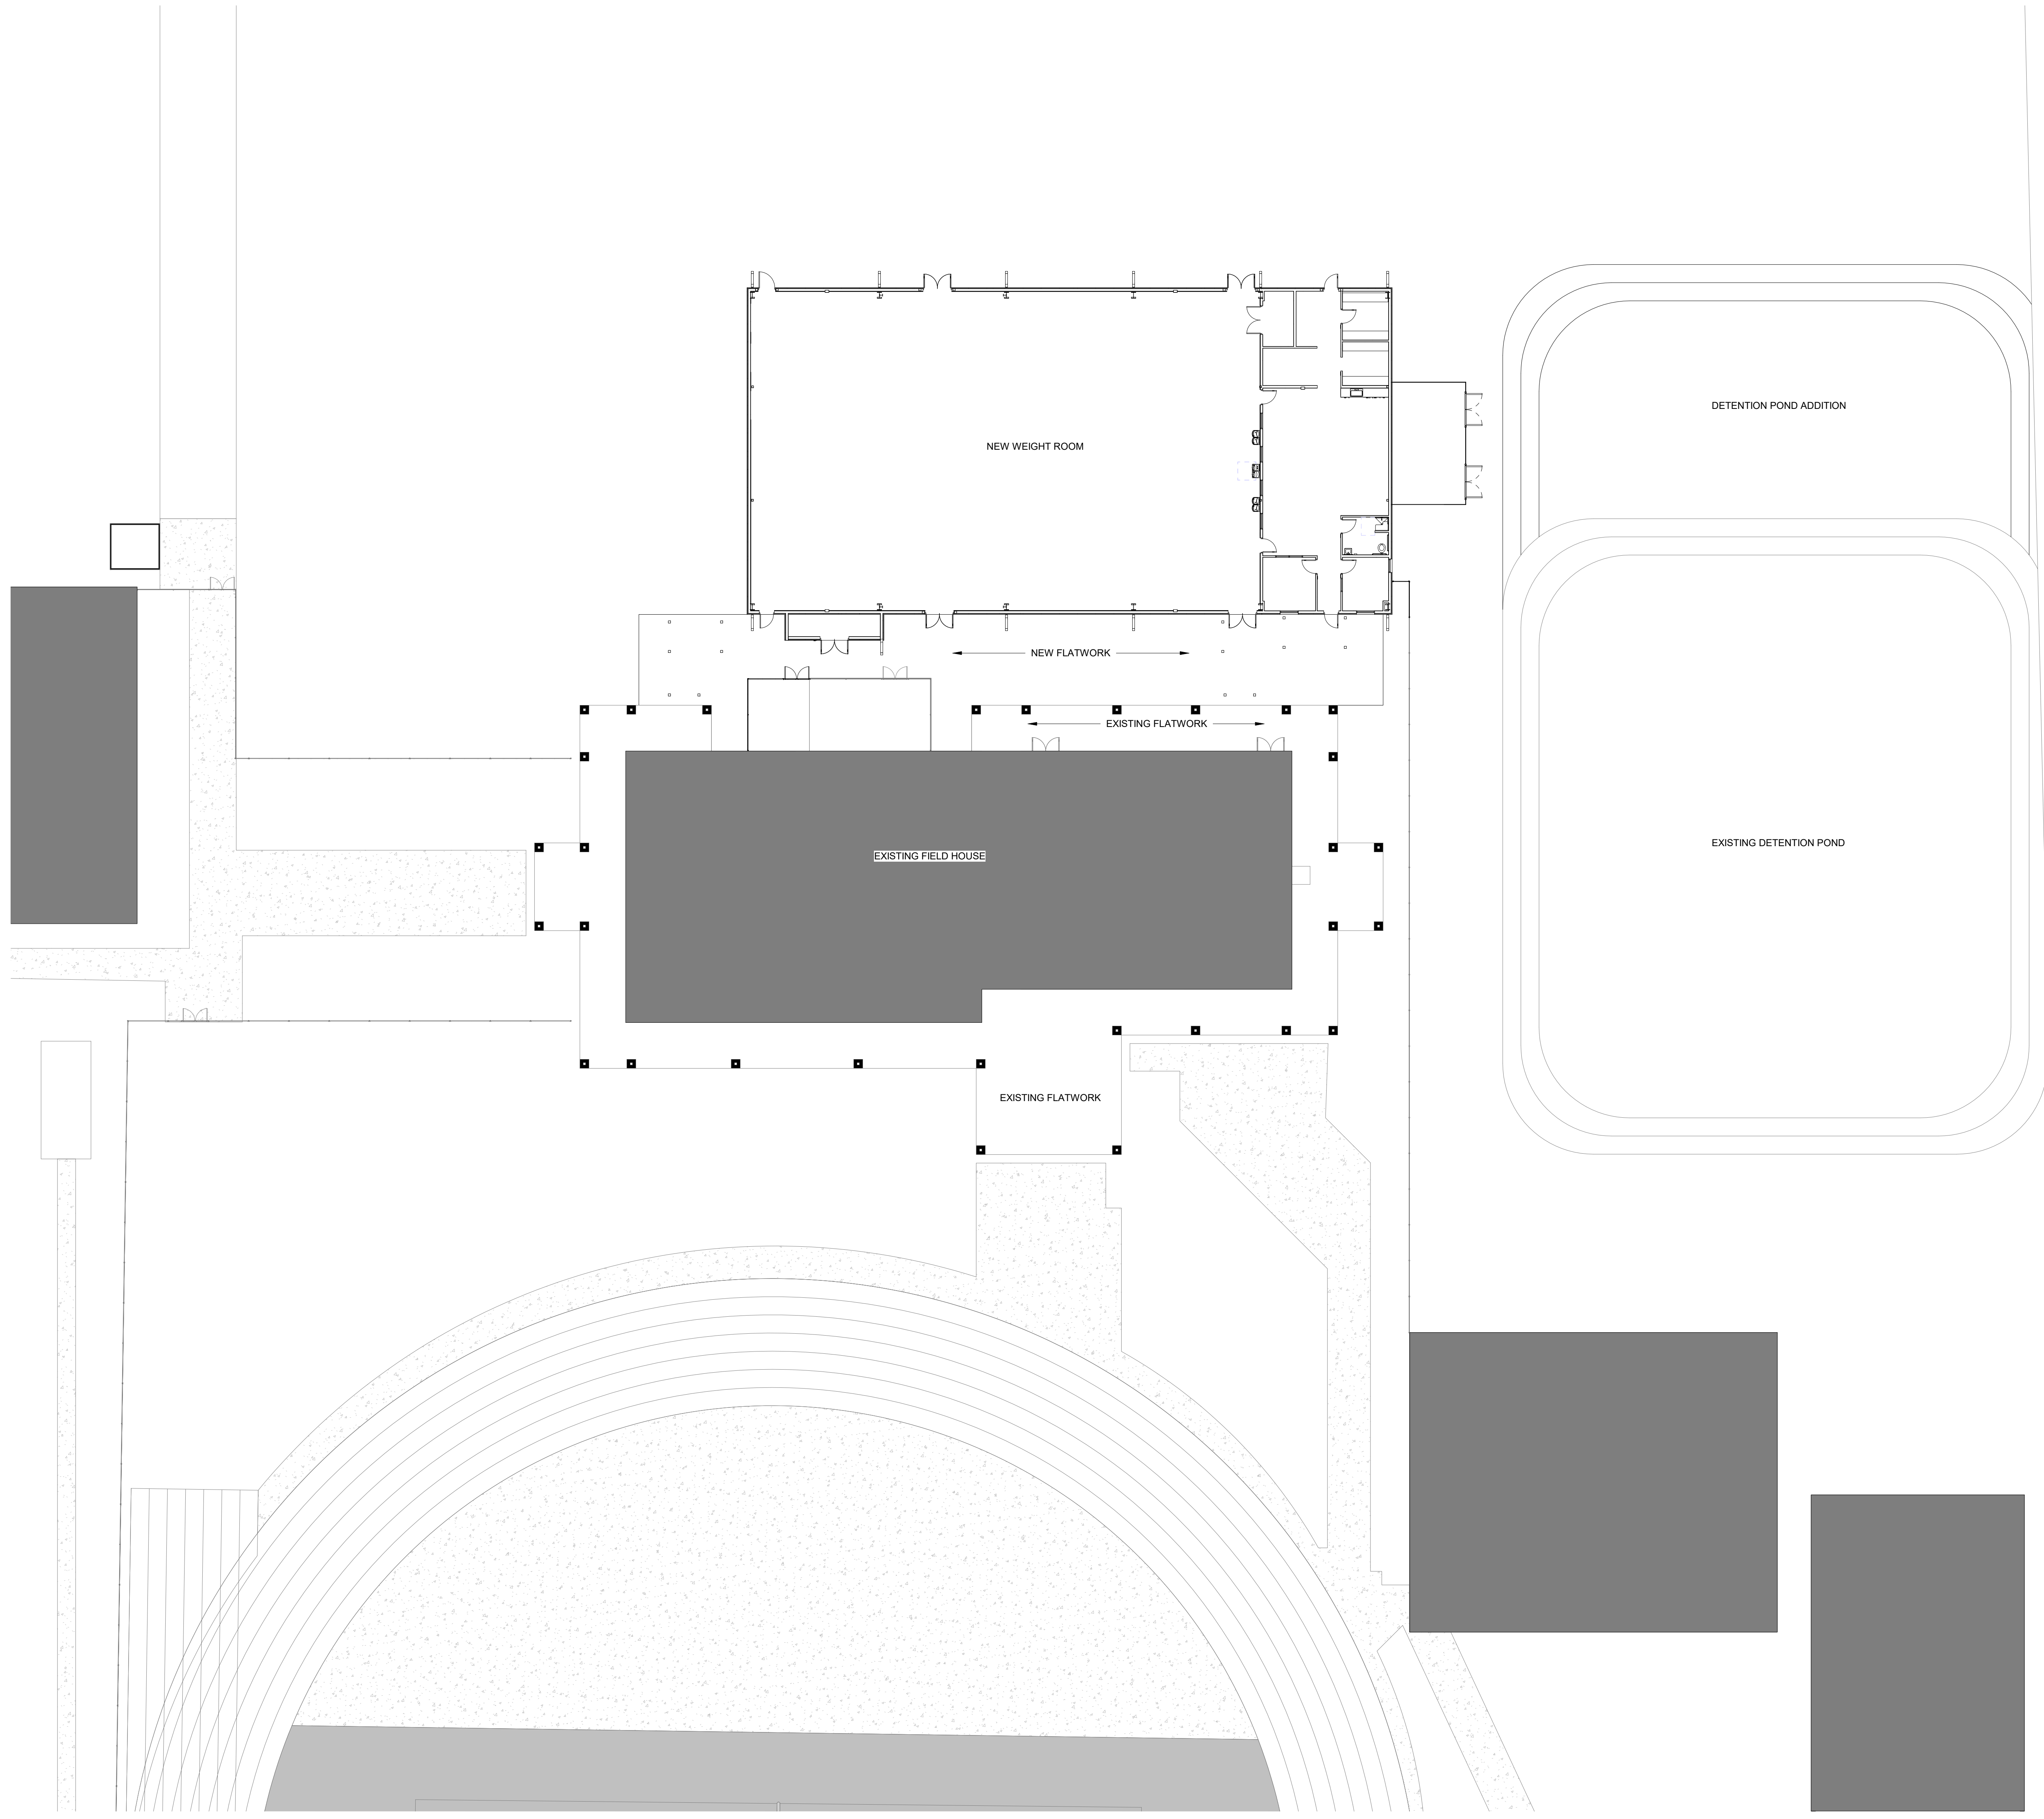 DETENTION POND ADDITION
NEW WEIGHT ROOM
NEW FLATWORK
EXISTING FLATWORK
EXISTING DETENTION POND
EXISTING FIELD HOUSE
EXISTING FLATWORK